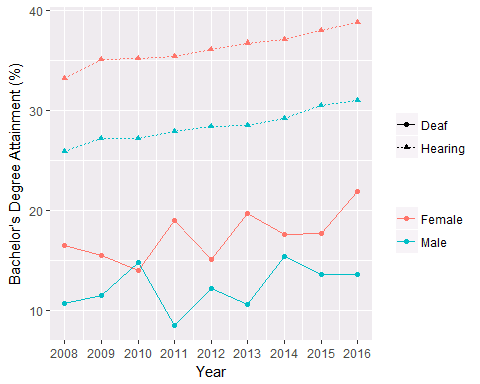 Bachelor's Degree Attainment (%)
40
30
20
10
2008 2009 2010 2011 2012 2013 2014 2015 2016
Year
Deaf
Hearing
Female
Male